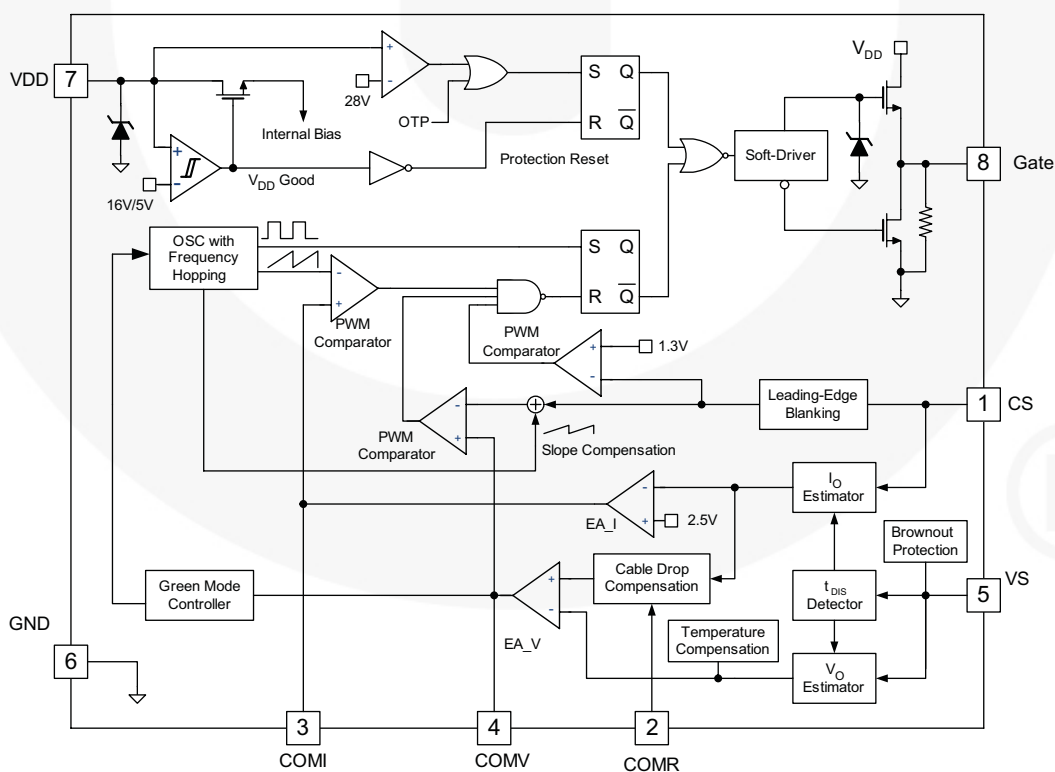 VDD
7
28V
OTP
Internal Bias
16V/5V
V_DD Good
S Q
R Q̅
Protection Reset
V_DD
Soft-Driver
8
Gate
OSC with
Frequency
Hopping
PWM
Comparator
S Q
R Q̅
PWM
Comparator
1.3V
Leading-Edge
Blanking
1
CS
PWM
Comparator
Slope Compensation
I_O
Estimator
EA_I
2.5V
Brownout
Protection
Cable Drop
Compensation
t_DIS
Detector
VS
5
Green Mode
Controller
EA_V
Temperature
Compensation
V_O
Estimator
GND
6
3
COMI
4
COMV
2
COMR